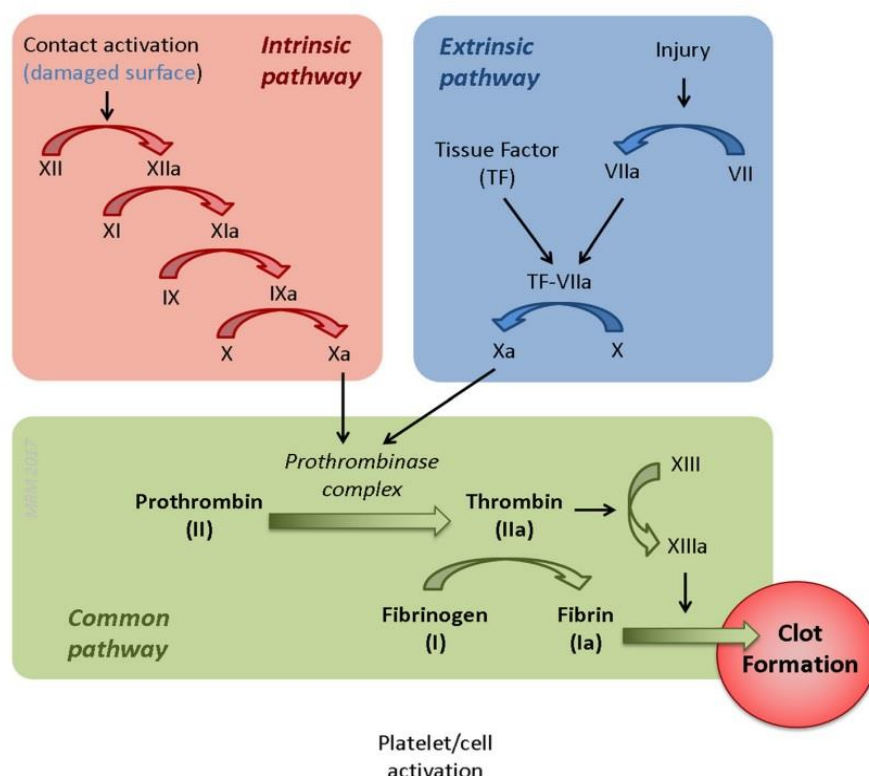 Contact activation
(damaged surface)
Intrinsic
pathway
XII
XIIa
XI
XIa
IX
IXa
X
Xa
Extrinsic
pathway
Injury
Tissue Factor
(TF)
VIIa
VII
TF-VIIa
Xa
X
MRM 2017
Prothrombinase
complex
Prothrombin
(II)
Thrombin
(IIa)
XIII
XIIIa
Fibrinogen
(I)
Fibrin
(Ia)
Common
pathway
Clot
Formation
Platelet/cell
activation